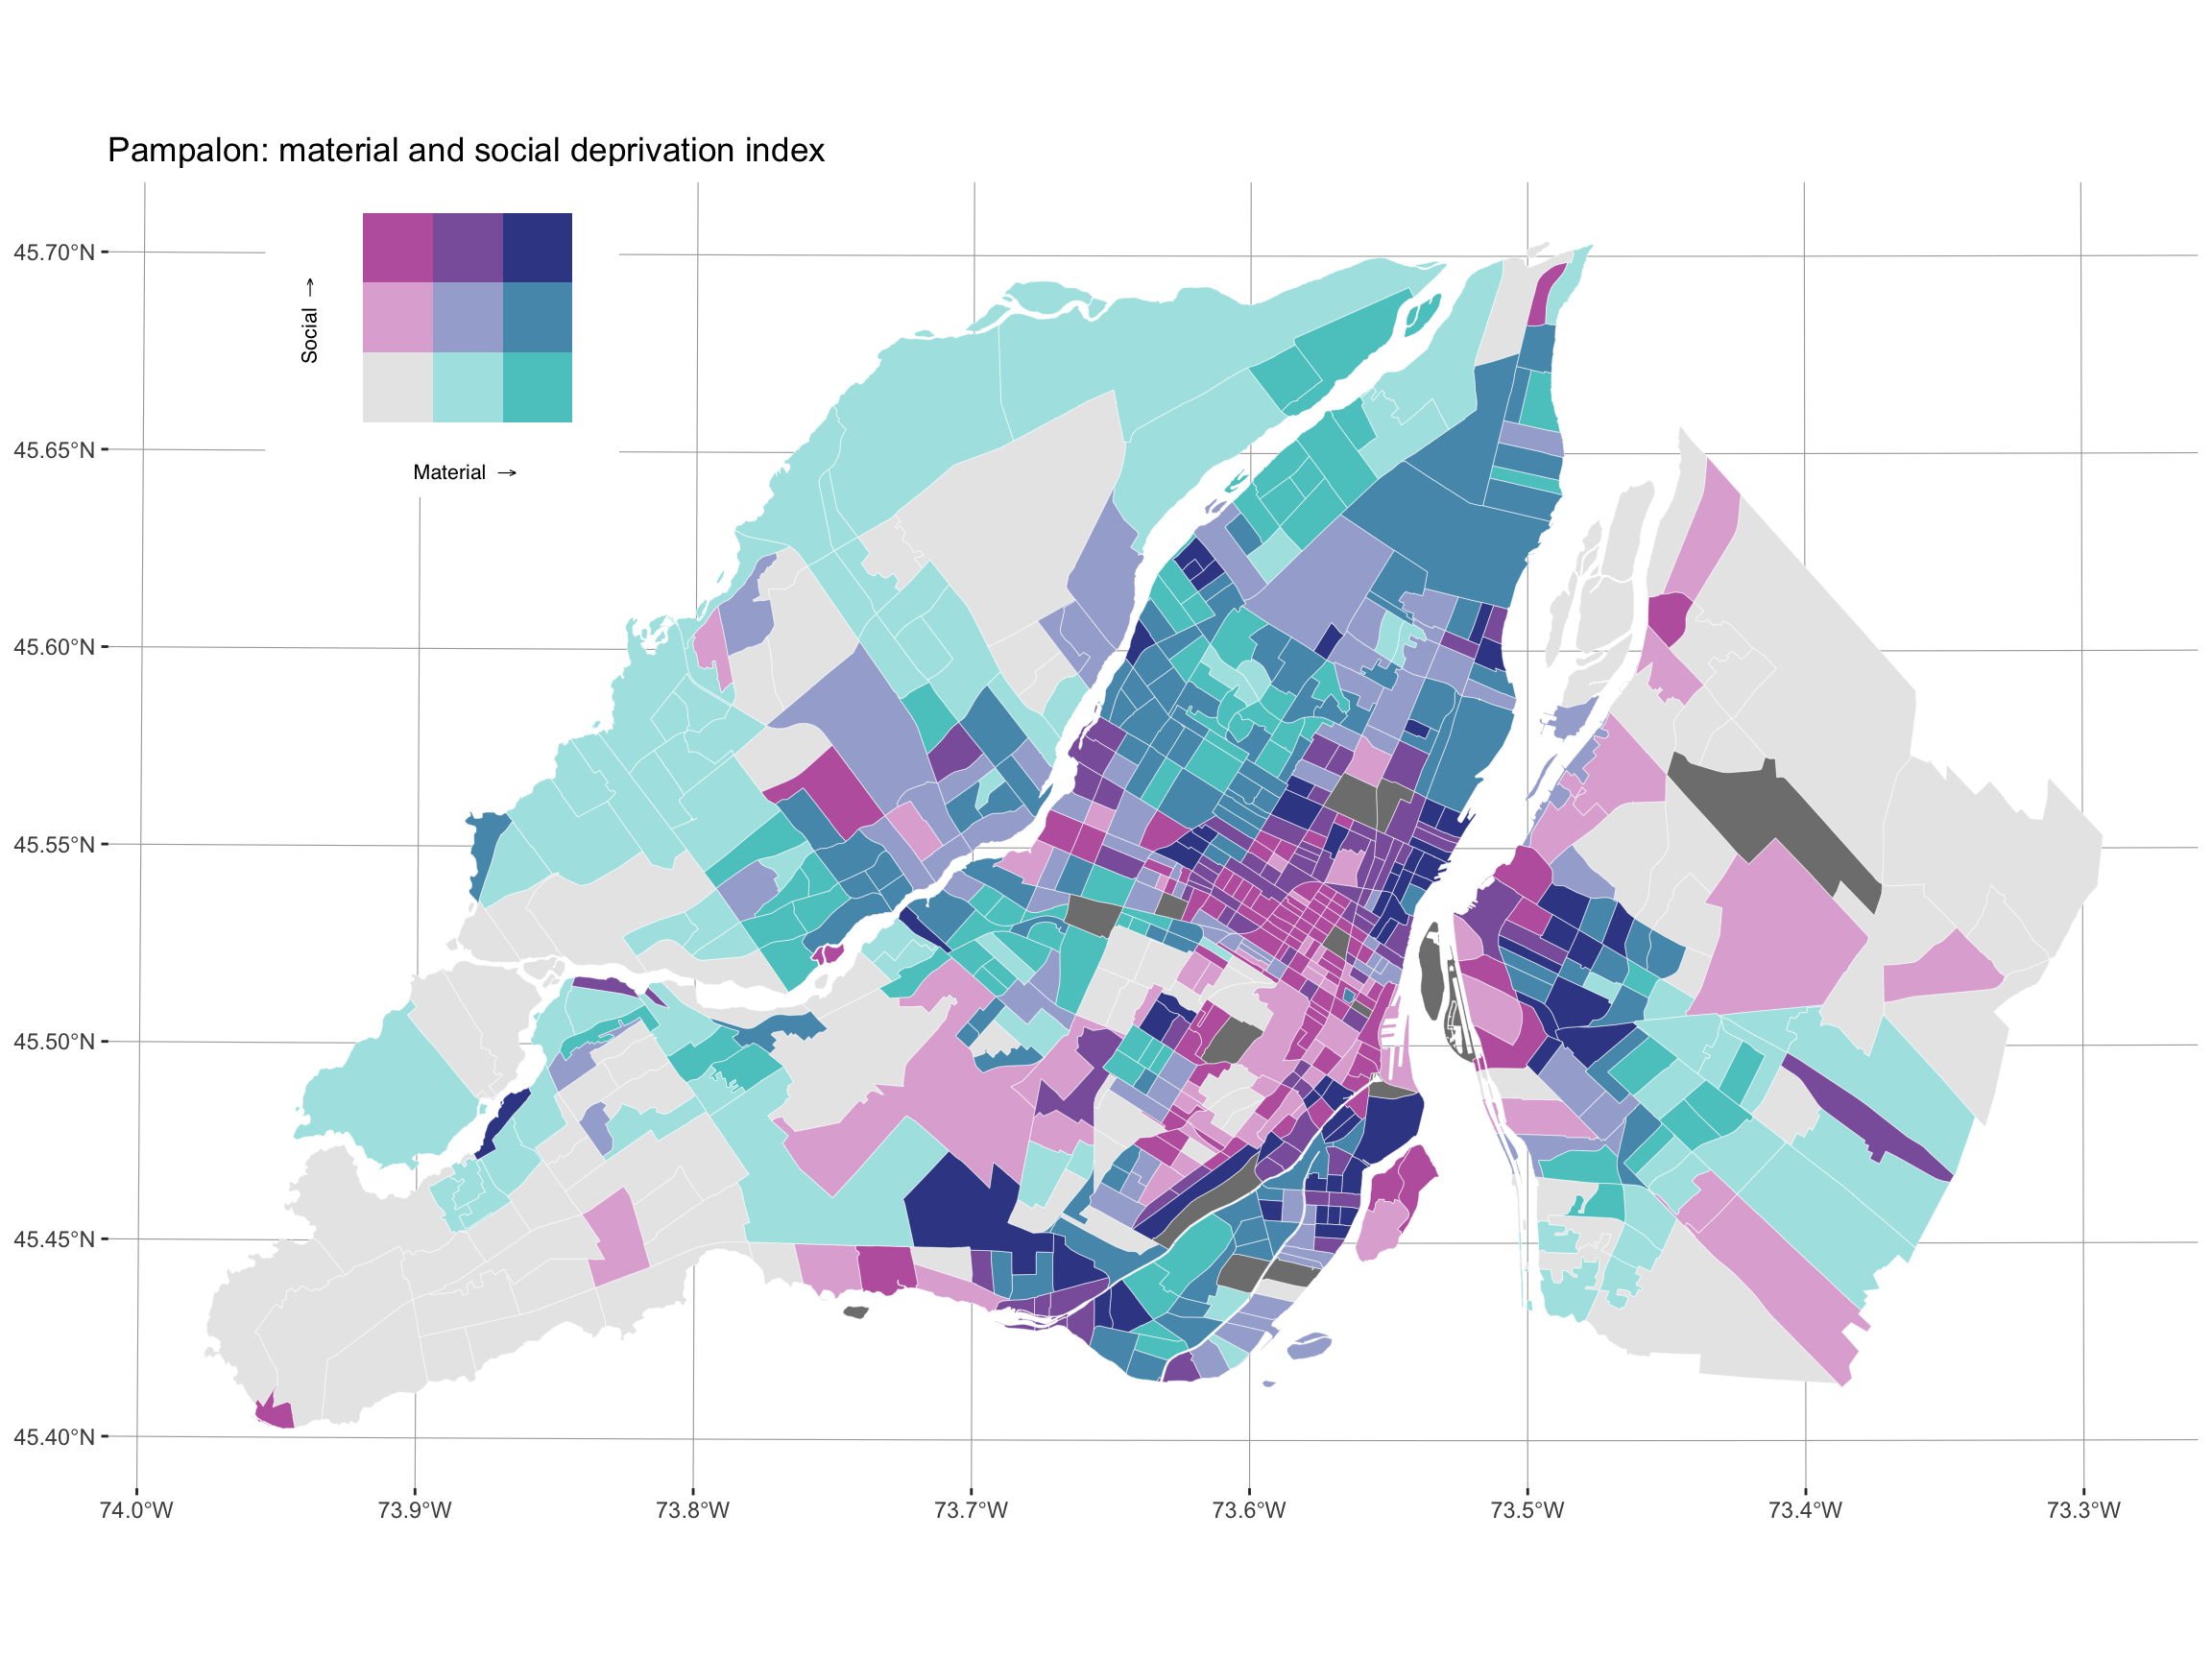 Pampalon: material and social deprivation index
45.70°N
45.65°N
45.60°N
45.55°N
45.50°N
45.45°N
45.40°N
Social →
Material →
74.0°W 73.9°W 73.8°W 73.7°W 73.6°W 73.5°W 73.4°W 73.3°W